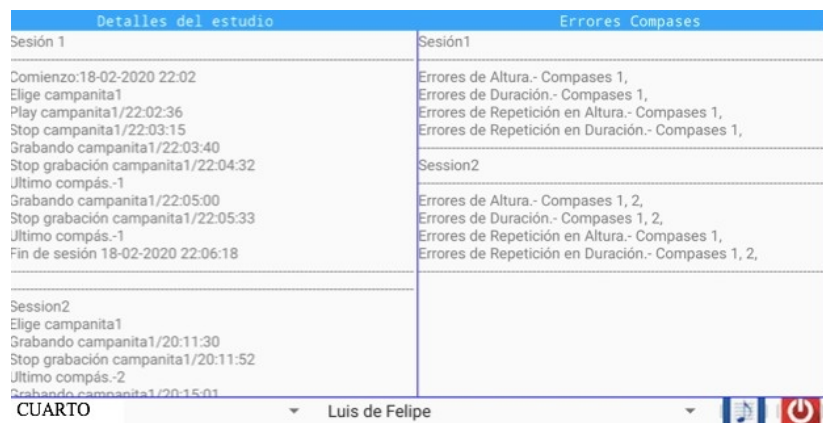 Detalles del estudio
Sesión 1
Comienzo:18-02-2020 22:02
Elige campanita1
Play campanita1/22:02:36
Stop campanita1/22:03:15
Grabando campanita1/22:03:40
Stop grabación campanita1/22:04:32
Ultimo compás.-1
Grabando campanita1/22:05:00
Stop grabación campanita1/22:05:33
Ultimo compás.-1
Fin de sesión 18-02-2020 22:06:18
Session2
Elige campanita1
Grabando campanita1/20:11:30
Stop grabación campanita1/20:11:52
Ultimo compás.-2
Grabando campanita1/20:15:01
Errores Compases
Sesión1
Errores de Altura.- Compases 1,
Errores de Duración.- Compases 1,
Errores de Repetición en Altura.- Compases 1,
Errores de Repetición en Duración.- Compases 1,
Session2
Errores de Altura.- Compases 1, 2,
Errores de Duración.- Compases 1, 2,
Errores de Repetición en Altura.- Compases 1,
Errores de Repetición en Duración.- Compases 1, 2,
CUARTO
Luis de Felipe